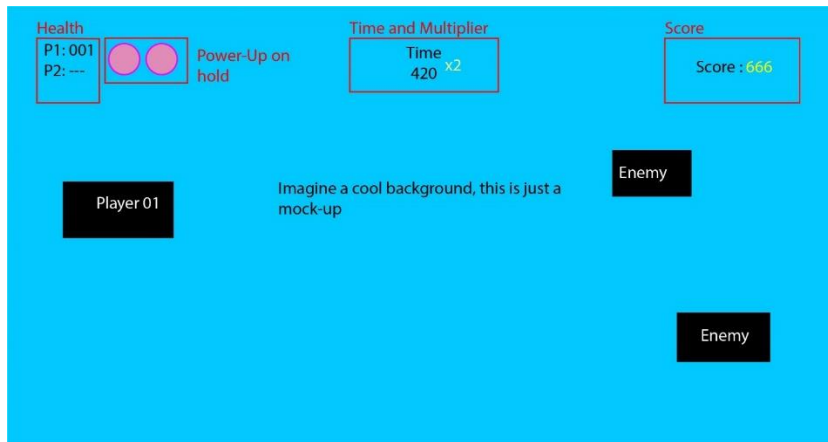 Health
P1: 001
P2: ---
Power-Up on
hold
Time and Multiplier
Time
420 x2
Score
Score : 666
Player 01
Imagine a cool background, this is just a
mock-up
Enemy
Enemy